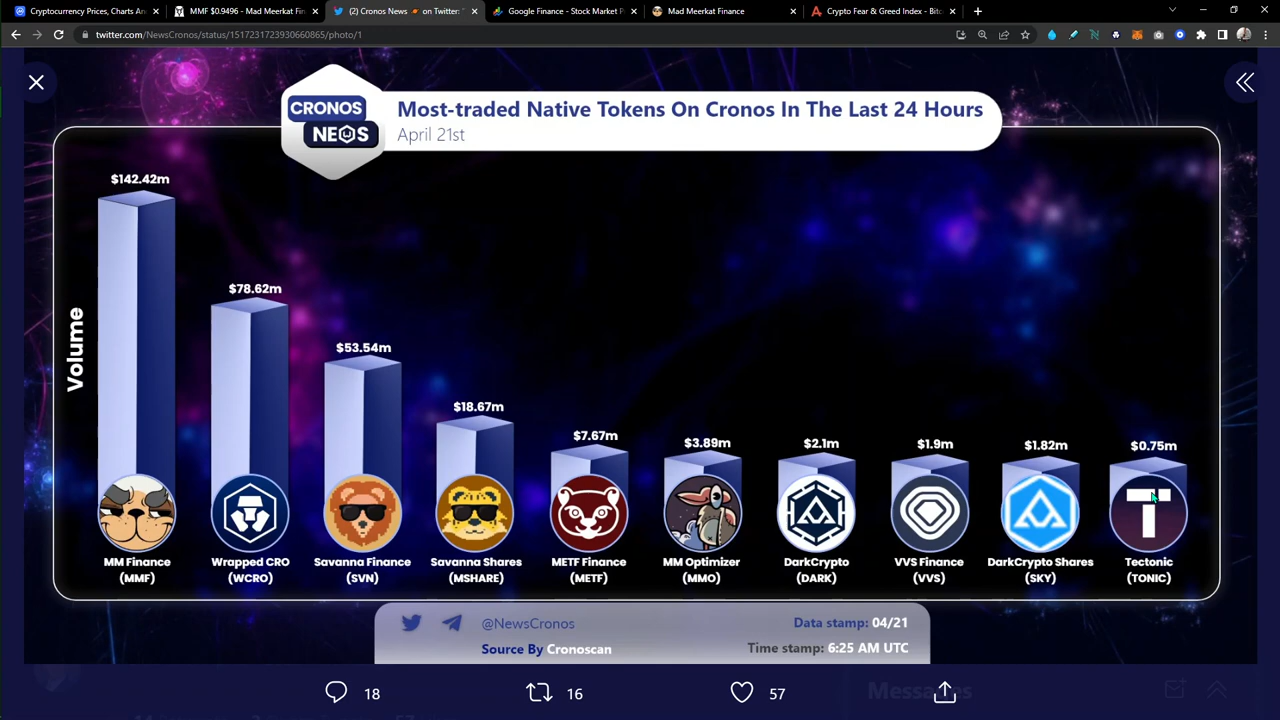 Cryptocurrency Prices, Charts An
MMF $0.9496 - Mad Meerkat Fin
(2) Cronos News
on Twitter:
Google Finance - Stock Market P
Mad Meerkat Finance
Crypto Fear & Greed Index - Bitc
twitter.com/NewsCronos/status/1517231723930660865/photo/1
CRONOS
NEWS
Most-traded Native Tokens On Cronos In The Last 24 Hours
April 21st
Volume
$142.42m
$78.62m
$53.54m
$18.67m
$7.67m
$3.89m
$2.1m
$1.9m
$1.82m
$0.75m
MM Finance
(MMF)
Wrapped CRO
(WCRO)
Savanna Finance
(SVN)
Savanna Shares
(MSHARE)
METF Finance
(METF)
MM Optimizer
(MMO)
DarkCrypto
(DARK)
VVS Finance
(VVS)
DarkCrypto Shares
(SKY)
Tectonic
(TONIC)
@NewsCronos
Source By Cronoscan
Data stamp: 04/21
Time stamp: 6:25 AM UTC
18
16
57
Messages